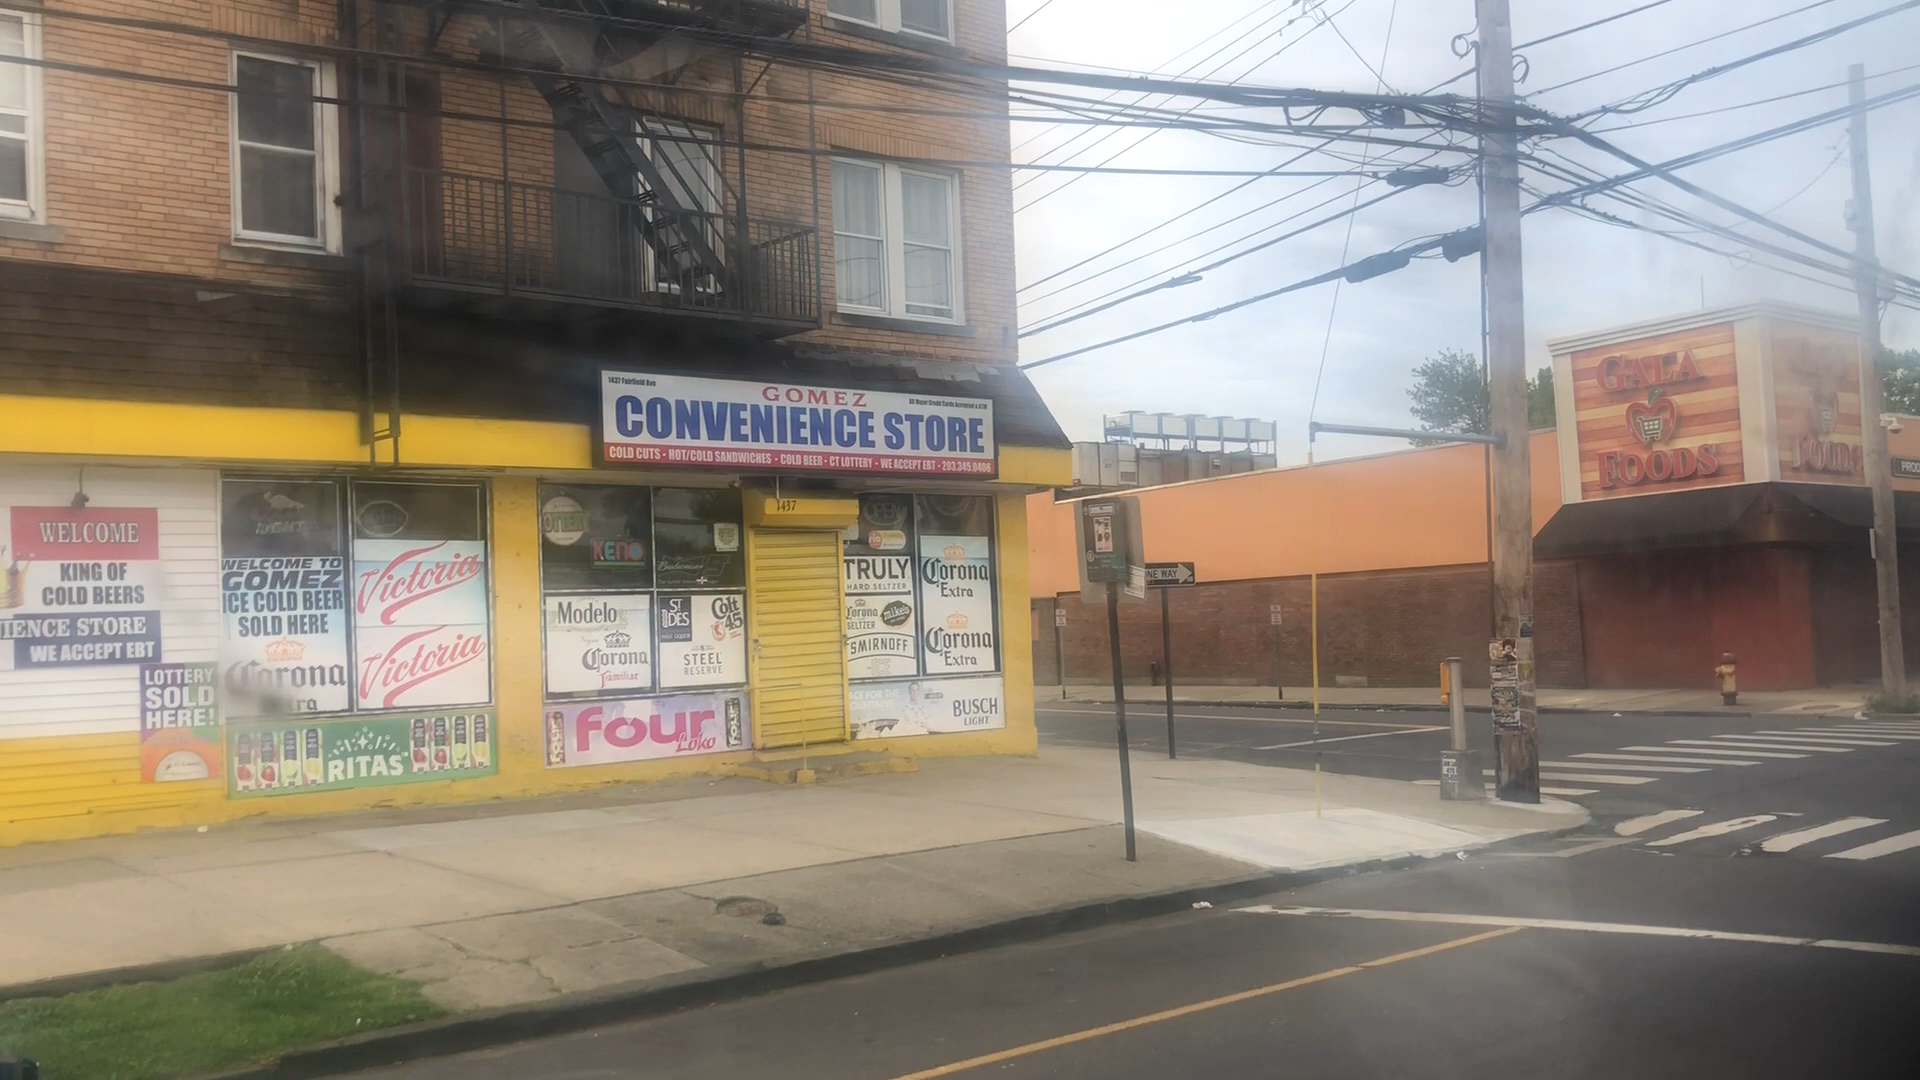 1437 Fairfield Ave
GOMEZ
All Major Credit Cards Accepted & ATM
CONVENIENCE STORE
COLD CUTS - HOT/COLD SANDWICHES - COLD BEER - CT LOTTERY - WE ACCEPT EBT - 203.345.0406
WELCOME
KING OF
COLD BEERS
IENCE STORE
WE ACCEPT EBT
LOTTERY
SOLD
HERE!
WELCOME TO
GOMEZ
ICE COLD BEER
SOLD HERE
Corona
Victoria
Victoria
RITAS
LOTTERY
KENO
Budweiser
Modelo
Corona
Familiar
ST
IDES
Colt
45
STEEL
RESERVE
Four
Loko
1437
OPEN
TRULY
HARD SELTZER
Corona
SELTZER
mike's
SMIRNOFF
ICE
Corona
Extra
Corona
Extra
BUSCH
LIGHT
ONE WAY
GALA
FOODS
FOODS